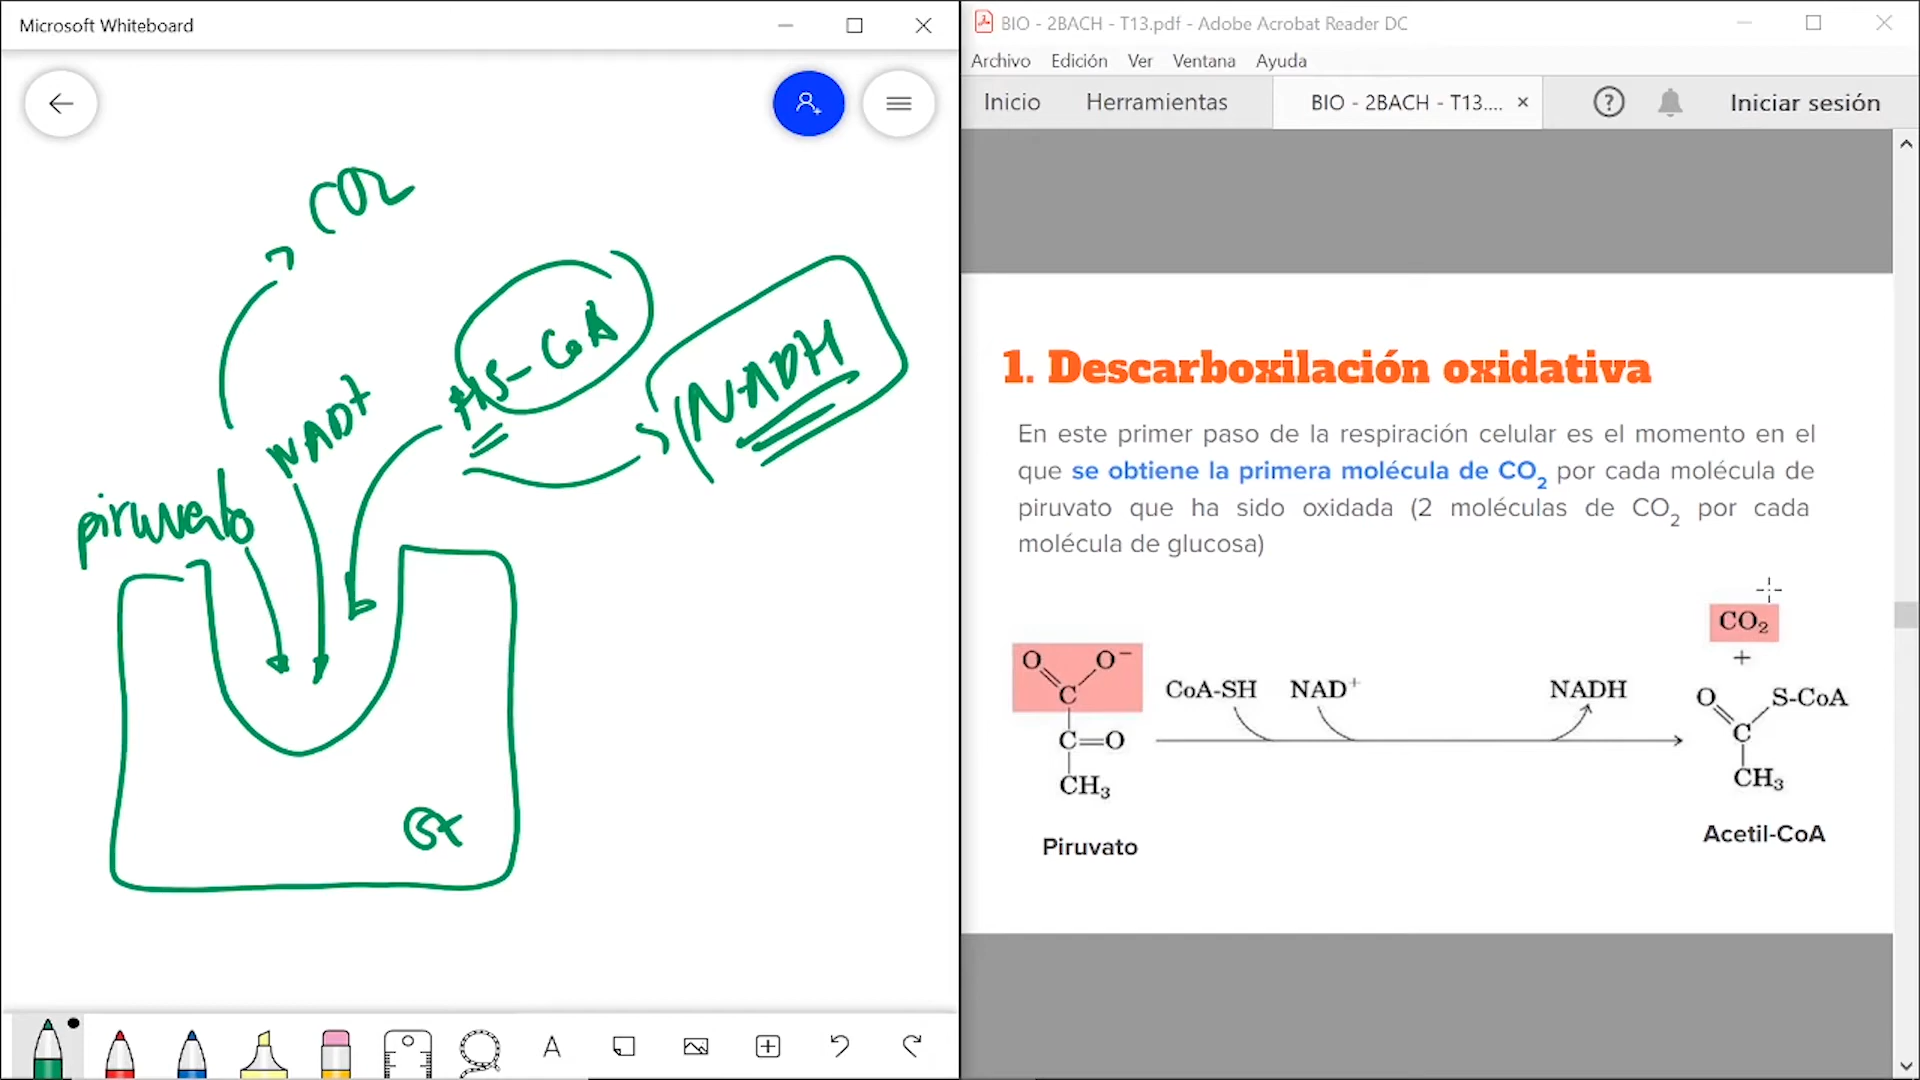 Microsoft Whiteboard
CO2
HS-CoA
NADH
NAD+
piruvato
BIO - 2BACH - T13.pdf - Adobe Acrobat Reader DC
Archivo Edición Ver Ventana Ayuda
Inicio Herramientas BIO - 2BACH - T13.... × ? Iniciar sesión
1. Descarboxilación oxidativa
En este primer paso de la respiración celular es el momento en el
que se obtiene la primera molécula de CO₂ por cada molécula de
piruvato que ha sido oxidada (2 moléculas de CO₂ por cada
molécula de glucosa)
CO₂
+
O O⁻ CoA-SH NAD⁺ NADH O S-CoA
C C
C=O
CH₃ CH₃
Piruvato Acetil-CoA
A